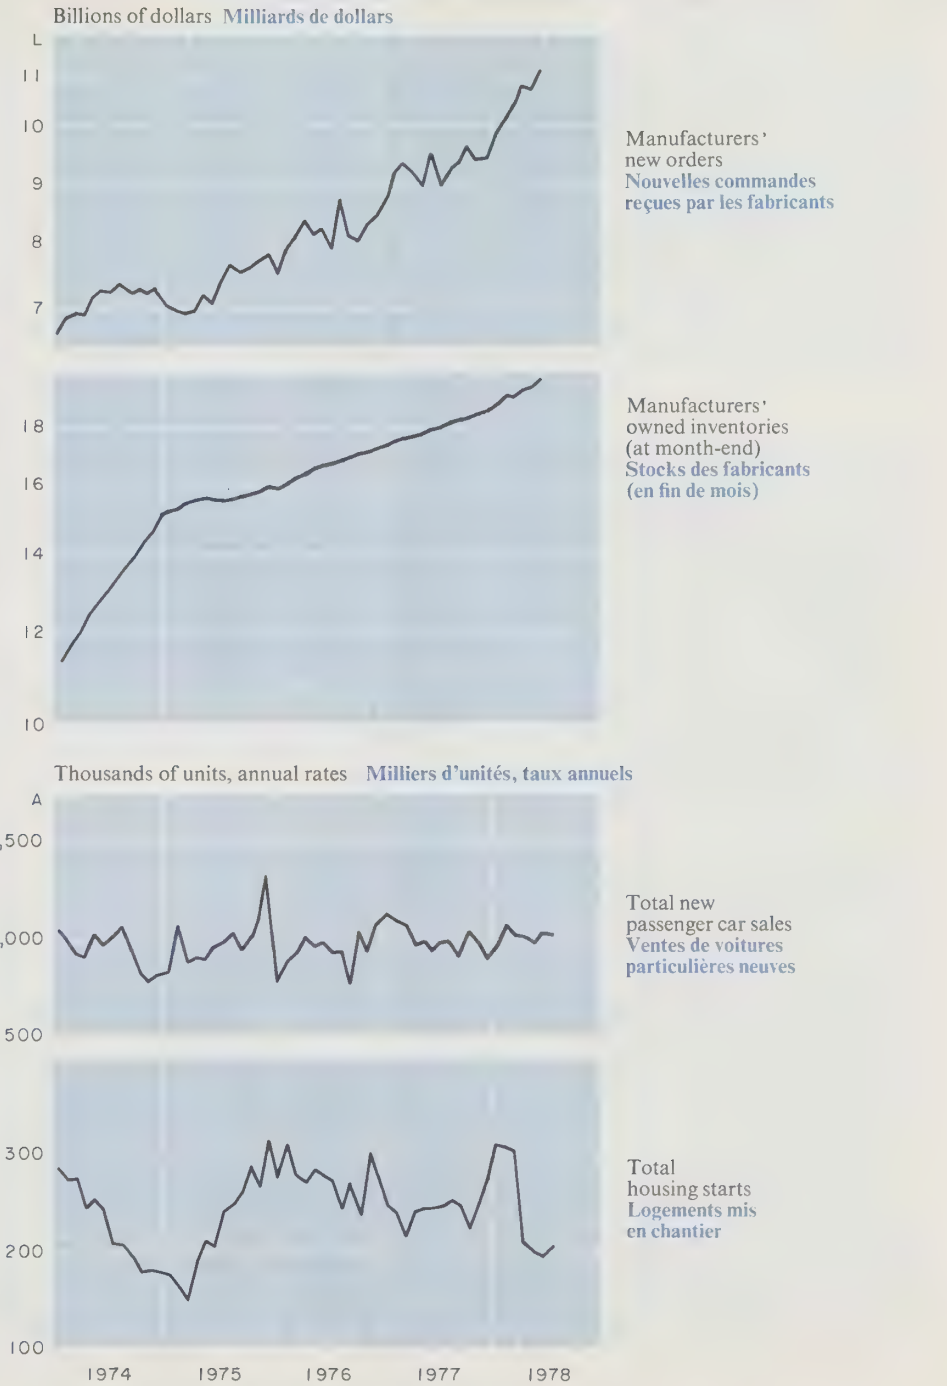 Billions of dollars Milliards de dollars
L
11
10
9
8
7
Manufacturers'
new orders
Nouvelles commandes
reçues par les fabricants
18
16
14
12
10
Manufacturers'
owned inventories
(at month-end)
Stocks des fabricants
(en fin de mois)
Thousands of units, annual rates Milliers d'unités, taux annuels
A
,500
,000
500
Total new
passenger car sales
Ventes de voitures
particulières neuves
300
200
100
Total
housing starts
Logements mis
en chantier
1974 1975 1976 1977 1978